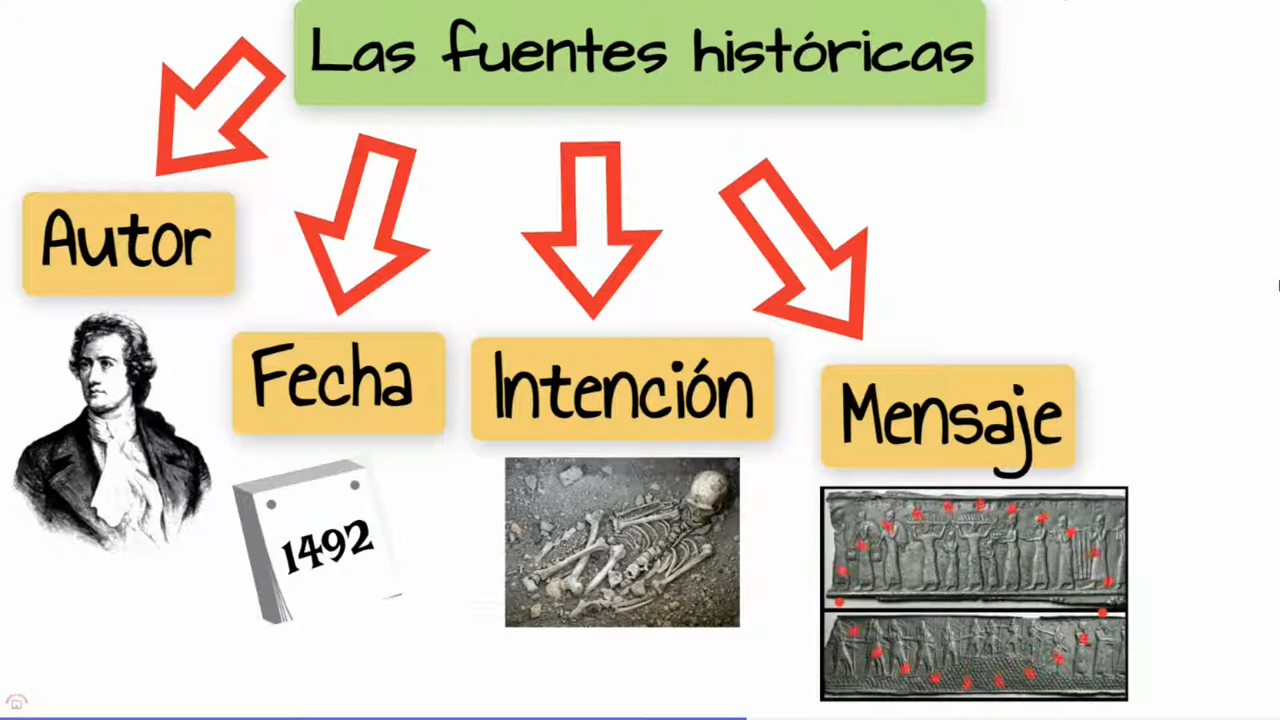 Las fuentes históricas
Autor
Fecha
Intención
Mensaje
1492